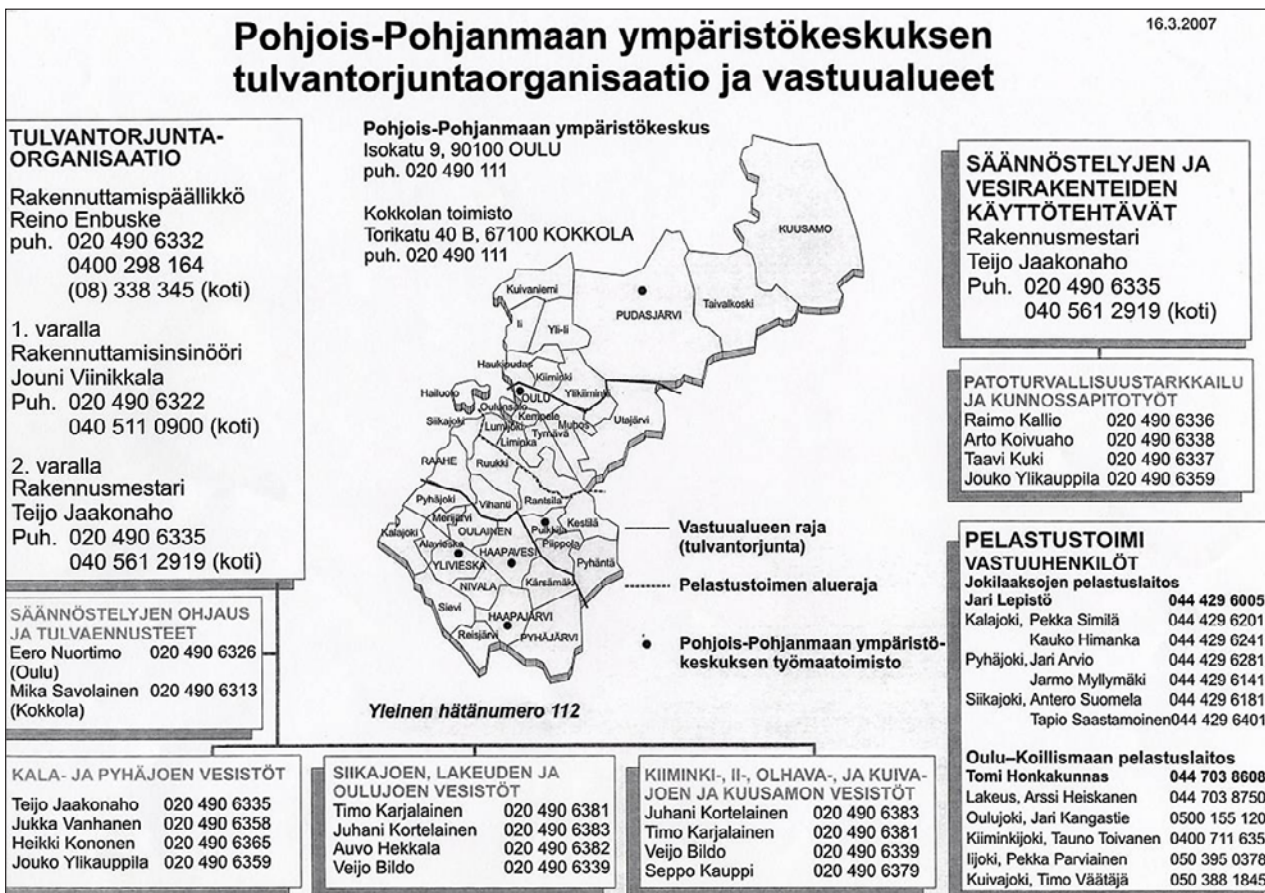 16.3.2007
Pohjois-Pohjanmaan ympäristökeskuksen
tulvantorjuntaorganisaatio ja vastuualueet
TULVANTORJUNTA-
ORGANISAATIO
Rakennuttamispäällikkö
Reino Enbuske
puh. 020 490 6332
0400 298 164
(08) 338 345 (koti)
1. varalla
Rakennuttamisinsinööri
Jouni Viinikkala
Puh. 020 490 6322
040 511 0900 (koti)
2. varalla
Rakennusmestari
Teijo Jaakonaho
Puh. 020 490 6335
040 561 2919 (koti)
SÄÄNNÖSTELYJEN OHJAUS
JA TULVAENNUSTEET
Eero Nuortimo 020 490 6326
(Oulu)
Mika Savolainen 020 490 6313
(Kokkola)
Pohjois-Pohjanmaan ympäristökeskus
Isokatu 9, 90100 OULU
puh. 020 490 111
Kokkolan toimisto
Torikatu 40 B, 67100 KOKKOLA
puh. 020 490 111
KUUSAMO
Kuivaniemi
Taivalkoski
PUDASJÄRVI
Ii
Yli-Ii
Haukipudas
Kiiminki
Ylikiiminki
Hailuoto
OULU
Oulunsalo
Kempele
Utajärvi
Siikajoki
Lumijoki
Muhos
Tyrnävä
Liminka
RAAHE
Ruukki
Pyhäjoki
Vihanti
Rantsila
Merijärvi
Kestilä
Kalajoki
OULAINEN
Pulkkila
Alavieska
Piippola
HAAPAVESI
YLIVIESKA
Pyhäntä
NIVALA
Kärsämäki
Sievi
HAAPAJÄRVI
Reisjärvi
PYHÄJÄRVI
Vastuualueen raja
(tulvantorjunta)
Pelastustoimen alueraja
Pohjois-Pohjanmaan ympäristö-
keskuksen työmaatoimisto
Yleinen hätänumero 112
SÄÄNNÖSTELYJEN JA
VESIRAKENTEIDEN
KÄYTTÖTEHTÄVÄT
Rakennusmestari
Teijo Jaakonaho
Puh. 020 490 6335
040 561 2919 (koti)
PATOTURVALLISUUSTARKKAILU
JA KUNNOSSAPITOTYÖT
Raimo Kallio 020 490 6336
Arto Koivuaho 020 490 6338
Taavi Kuki 020 490 6337
Jouko Ylikauppila 020 490 6359
PELASTUSTOIMI
VASTUUHENKILÖT
Jokilaaksojen pelastuslaitos
Jari Lepistö 044 429 6005
Kalajoki, Pekka Similä 044 429 6201
Kauko Himanka 044 429 6241
Pyhäjoki, Jari Arvio 044 429 6281
Jarmo Myllymäki 044 429 6141
Siikajoki, Antero Suomela 044 429 6181
Tapio Saastamoinen 044 429 6401
Oulu–Koillismaan pelastuslaitos
Tomi Honkakunnas 044 703 8608
Lakeus, Arssi Heiskanen 044 703 8750
Oulujoki, Jari Kangastie 0500 155 120
Kiiminkijoki, Tauno Toivanen 0400 711 635
Iijoki, Pekka Parviainen 050 395 0378
Kuivajoki, Timo Väätäjä 050 388 1845
KALA- JA PYHÄJOEN VESISTÖT
Teijo Jaakonaho 020 490 6335
Jukka Vanhanen 020 490 6358
Heikki Kononen 020 490 6365
Jouko Ylikauppila 020 490 6359
SIIKAJOEN, LAKEUDEN JA
OULUJOEN VESISTÖT
Timo Karjalainen 020 490 6381
Juhani Kortelainen 020 490 6383
Auvo Hekkala 020 490 6382
Veijo Bildo 020 490 6339
KIIMINKI-, II-, OLHAVA-, JA KUIVA-
JOEN JA KUUSAMON VESISTÖT
Juhani Kortelainen 020 490 6383
Timo Karjalainen 020 490 6381
Veijo Bildo 020 490 6339
Seppo Kauppi 020 490 6379